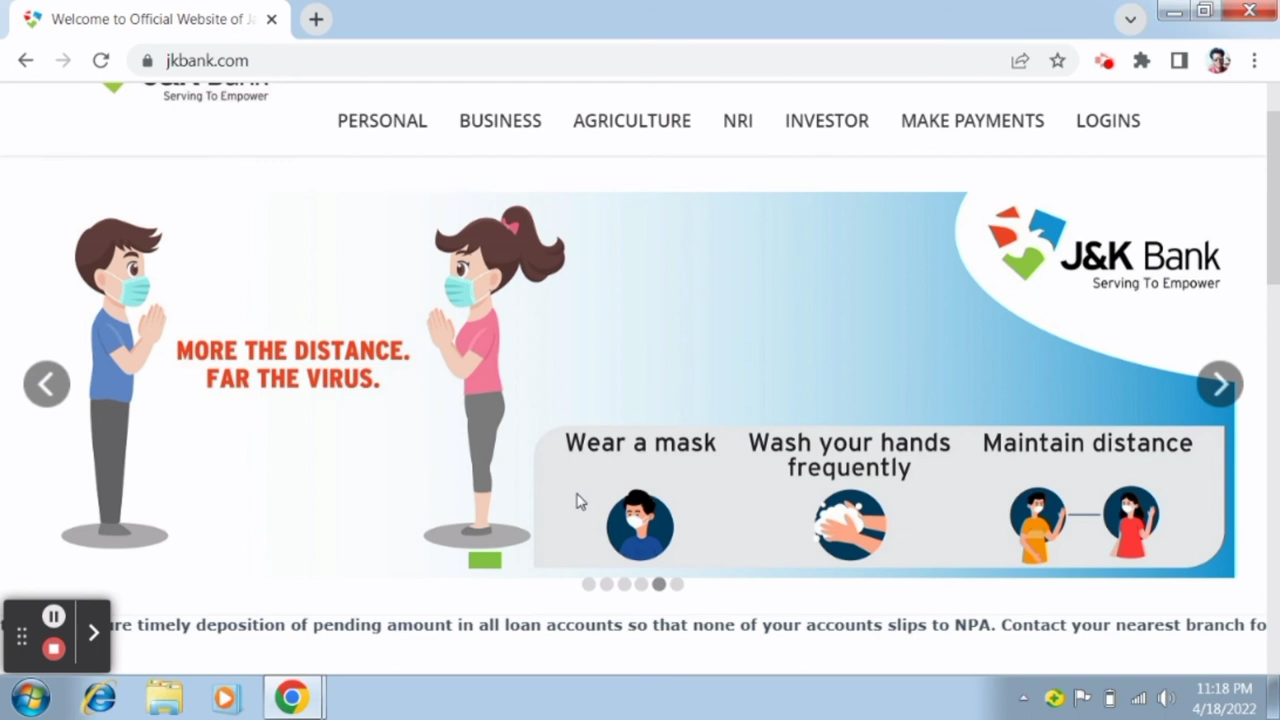 Welcome to Official Website of Ja
jkbank.com
Serving To Empower
PERSONAL BUSINESS AGRICULTURE NRI INVESTOR MAKE PAYMENTS LOGINS
J&K Bank
Serving To Empower
MORE THE DISTANCE.
FAR THE VIRUS.
Wear a mask
Wash your hands
frequently
Maintain distance
timely deposition of pending amount in all loan accounts so that none of your accounts slips to NPA. Contact your nearest branch fo
11:18 PM
4/18/2022